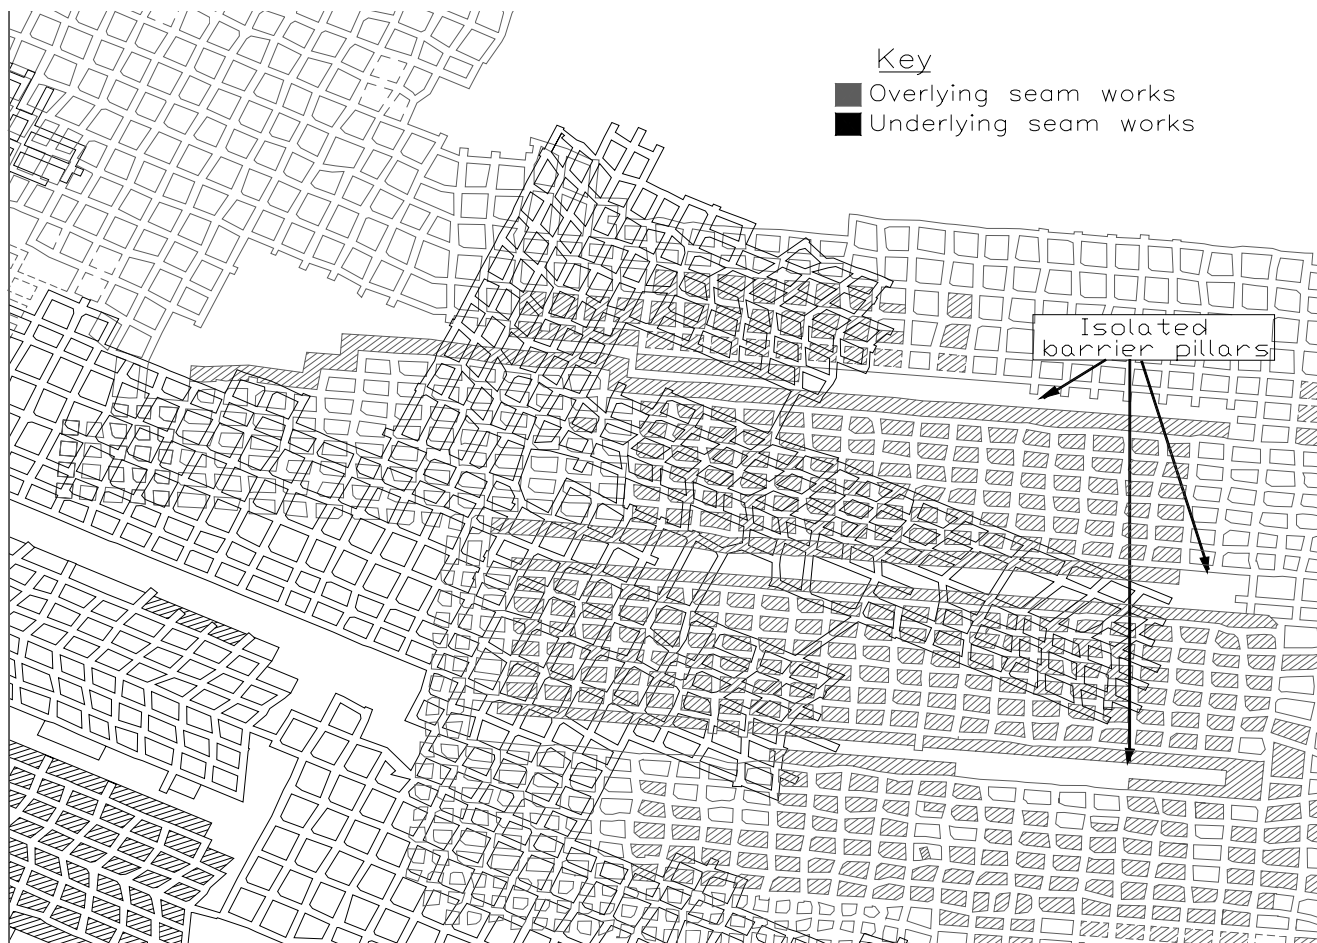 Key
Overlying seam works
Underlying seam works
Isolated
barrier pillars